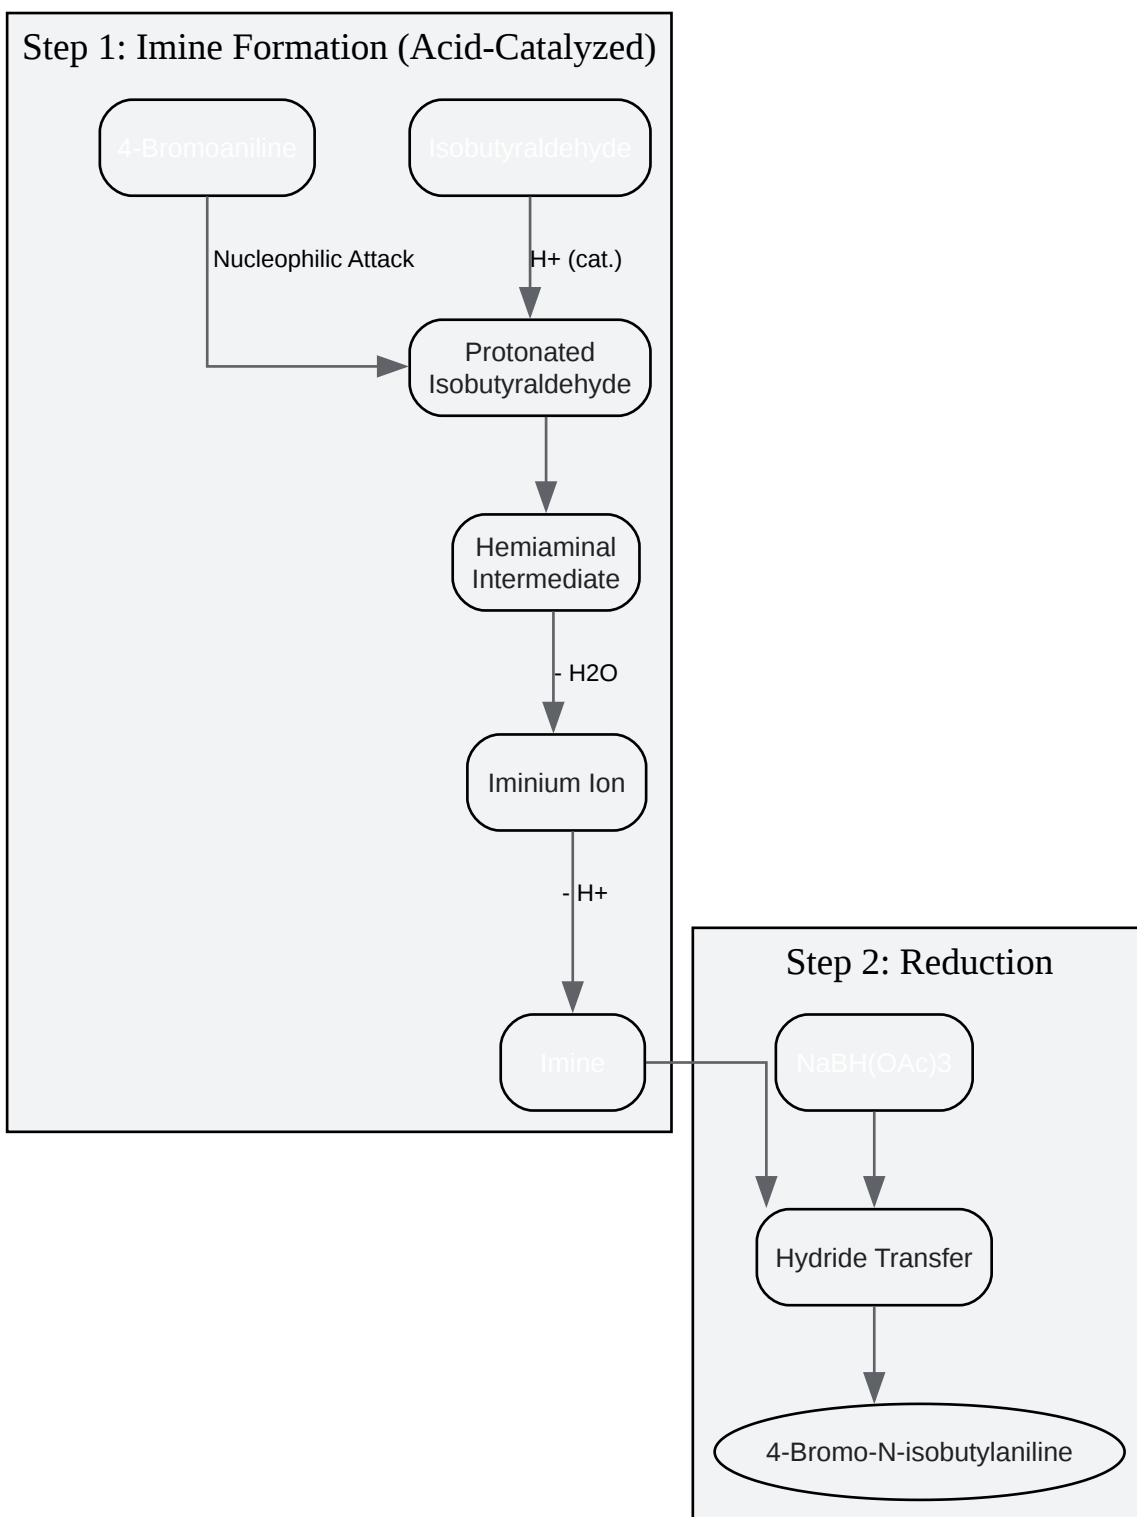 Step 1: Imine Formation (Acid-Catalyzed)
4-Bromoaniline
Isobutyraldehyde
Nucleophilic Attack
H+ (cat.)
Protonated
Isobutyraldehyde
Hemiaminal
Intermediate
- H2O
Iminium Ion
- H+
Imine
Step 2: Reduction
NaBH(OAc)3
Hydride Transfer
4-Bromo-N-isobutylaniline